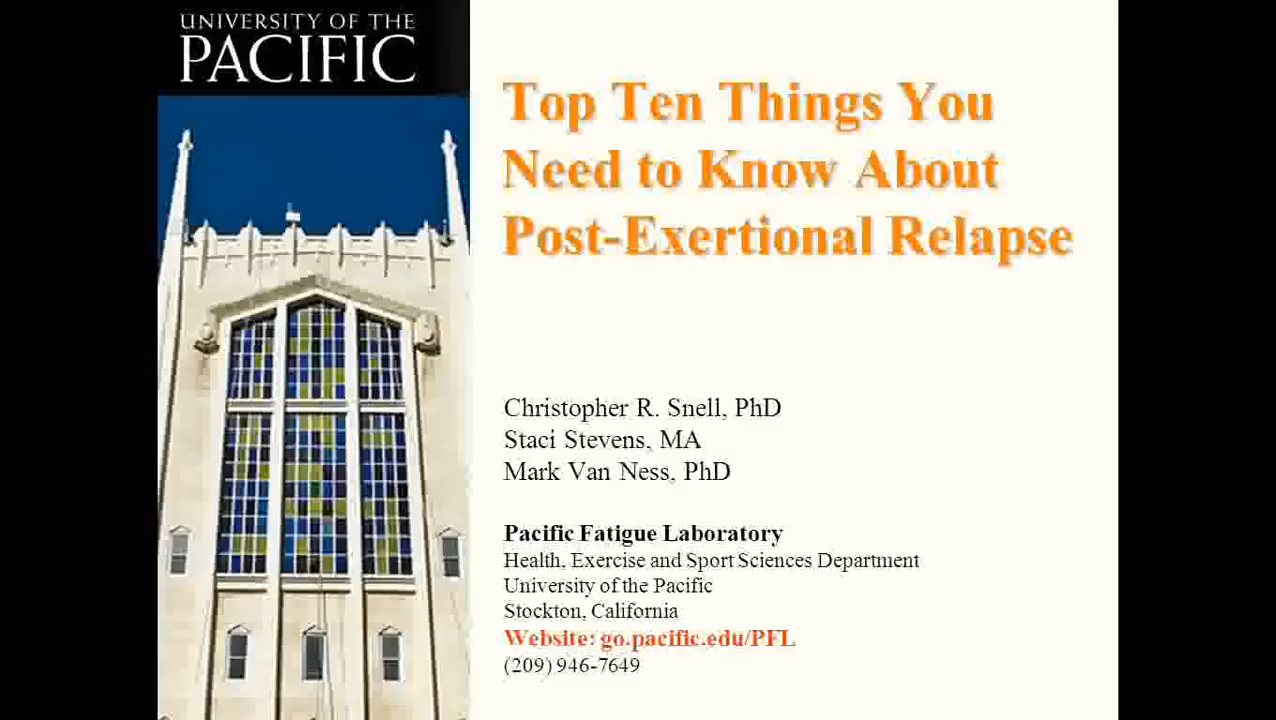 UNIVERSITY OF THE
PACIFIC
Top Ten Things You
Need to Know About
Post-Exertional Relapse
Christopher R. Snell, PhD
Staci Stevens, MA
Mark Van Ness, PhD
Pacific Fatigue Laboratory
Health, Exercise and Sport Sciences Department
University of the Pacific
Stockton, California
Website: go.pacific.edu/PFL
(209) 946-7649